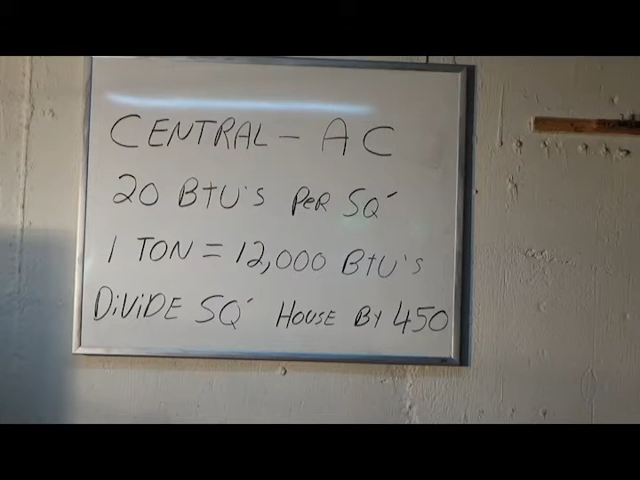 CENTRAL - AC
20 BTU'S PER SQ'
1 TON = 12,000 BTU'S
DiViDE SQ' HOUSE BY 450